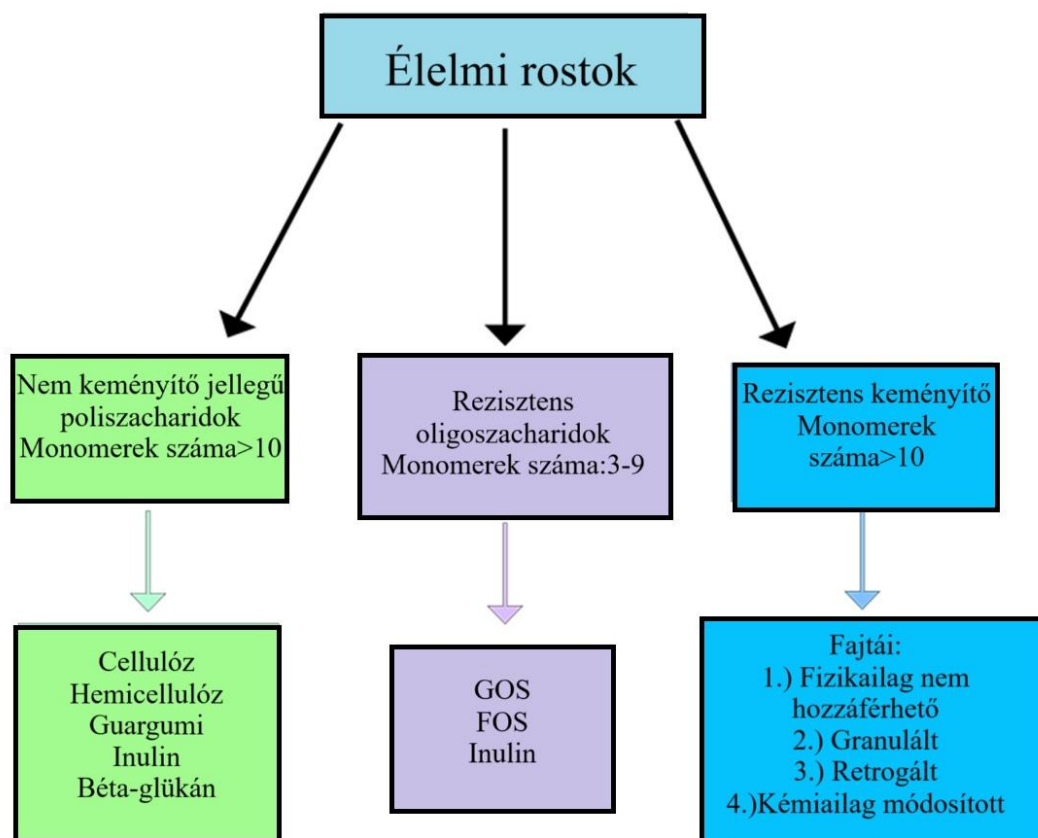 Élelmi rostok
Nem keményítő jellegű
poliszacharidok
Monomerek száma>10
Rezisztens
oligoszacharidok
Monomerek száma:3-9
Rezisztens keményítő
Monomerek
száma>10
Cellulóz
Hemicellulóz
Guargumi
Inulin
Béta-glükán
GOS
FOS
Inulin
Fajtái:
1.) Fizikailag nem
hozzáférhető
2.) Granulált
3.) Retrogált
4.)Kémiailag módosított